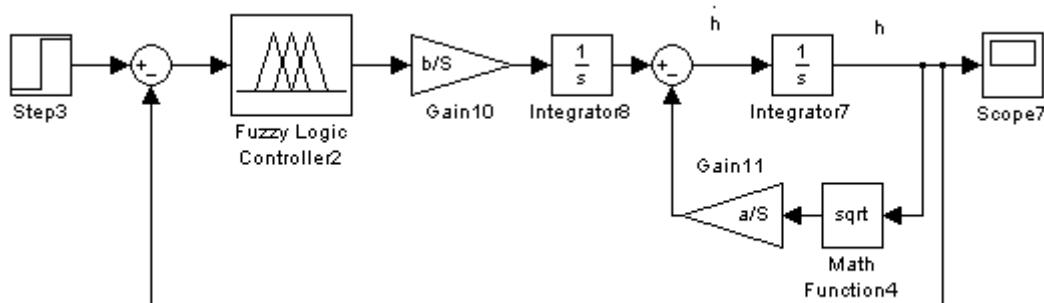 ḣ
h
+
−
b/S
1
s
+
−
1
s
Step3
Fuzzy Logic
Controller2
Gain10
Integrator8
Integrator7
Scope7
Gain11
a/S
sqrt
Math
Function4